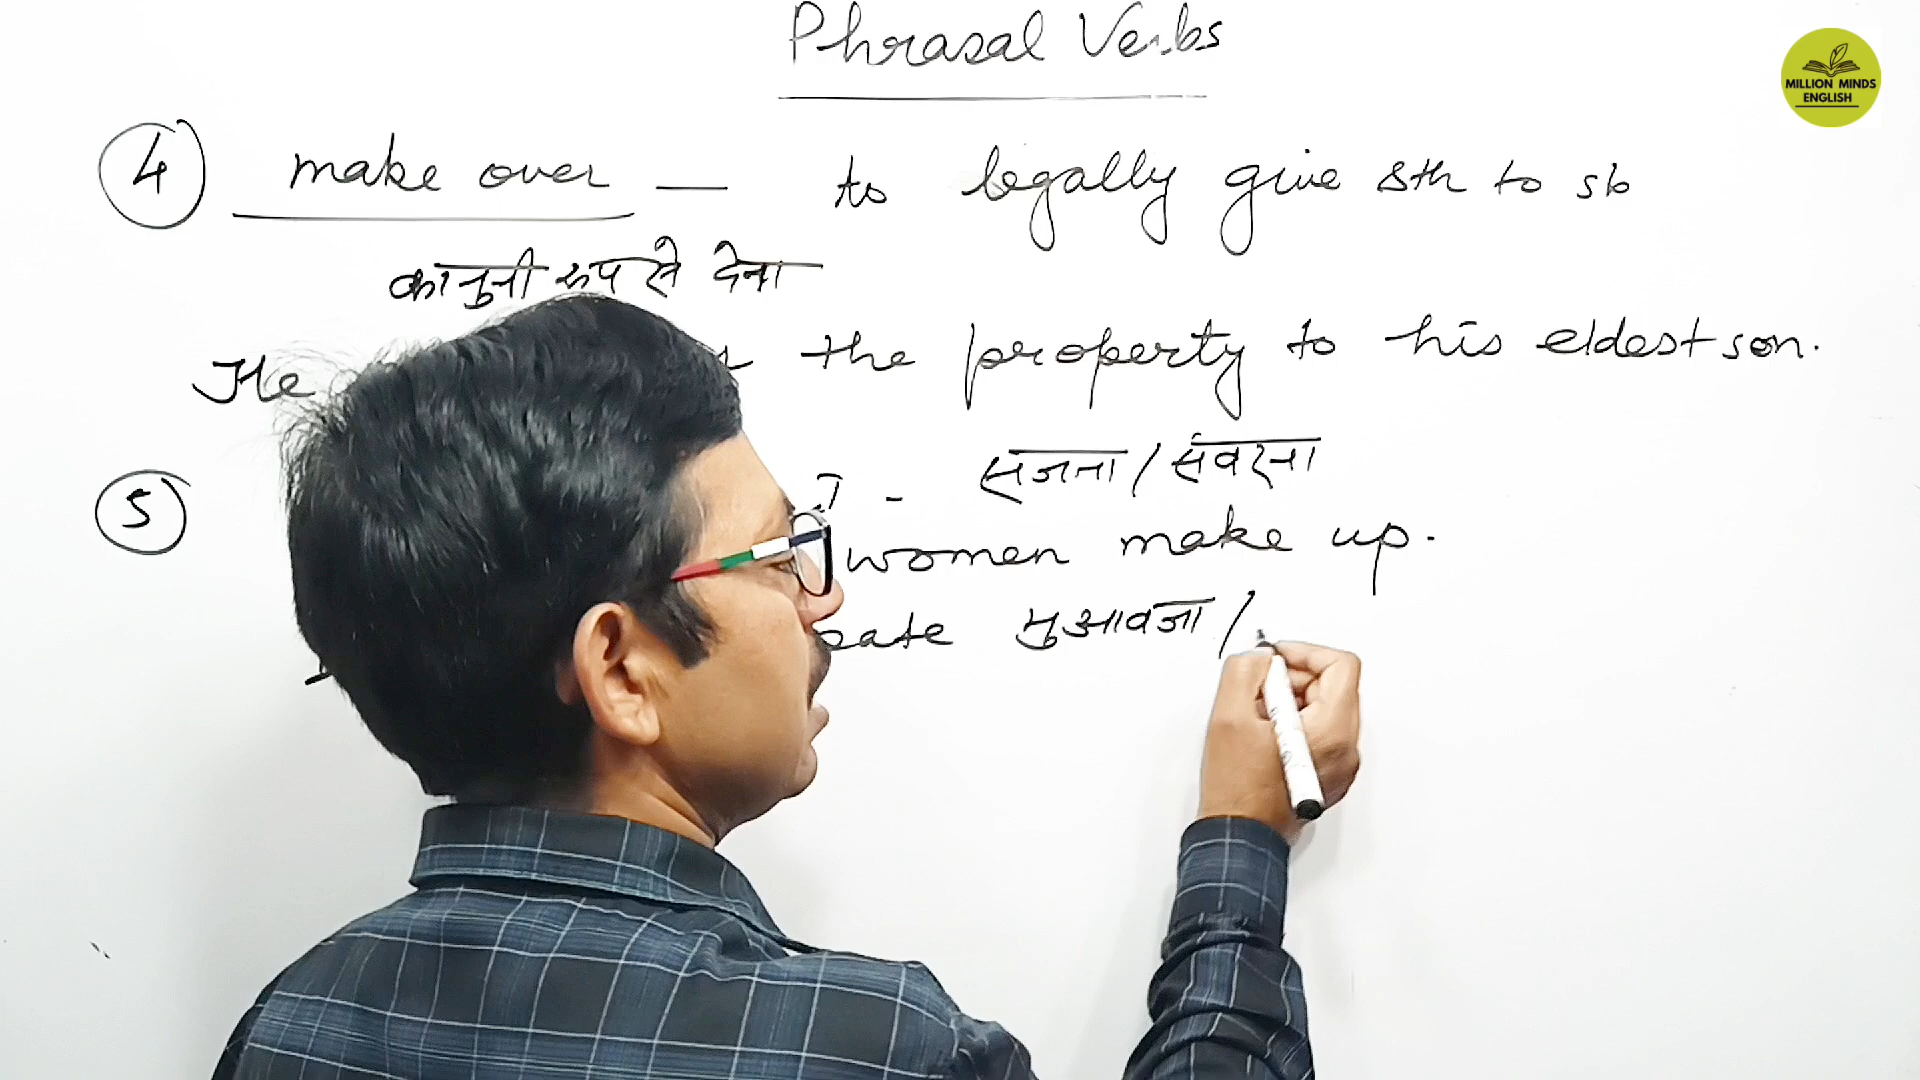 Phrasal Verbs
MILLION MINDS
ENGLISH
4 make over — to legally give sth to sb
कानुनी रुप से देना
He the property to his eldest son.
5 - सजना / संवरना
women make up.
मुआवजा /